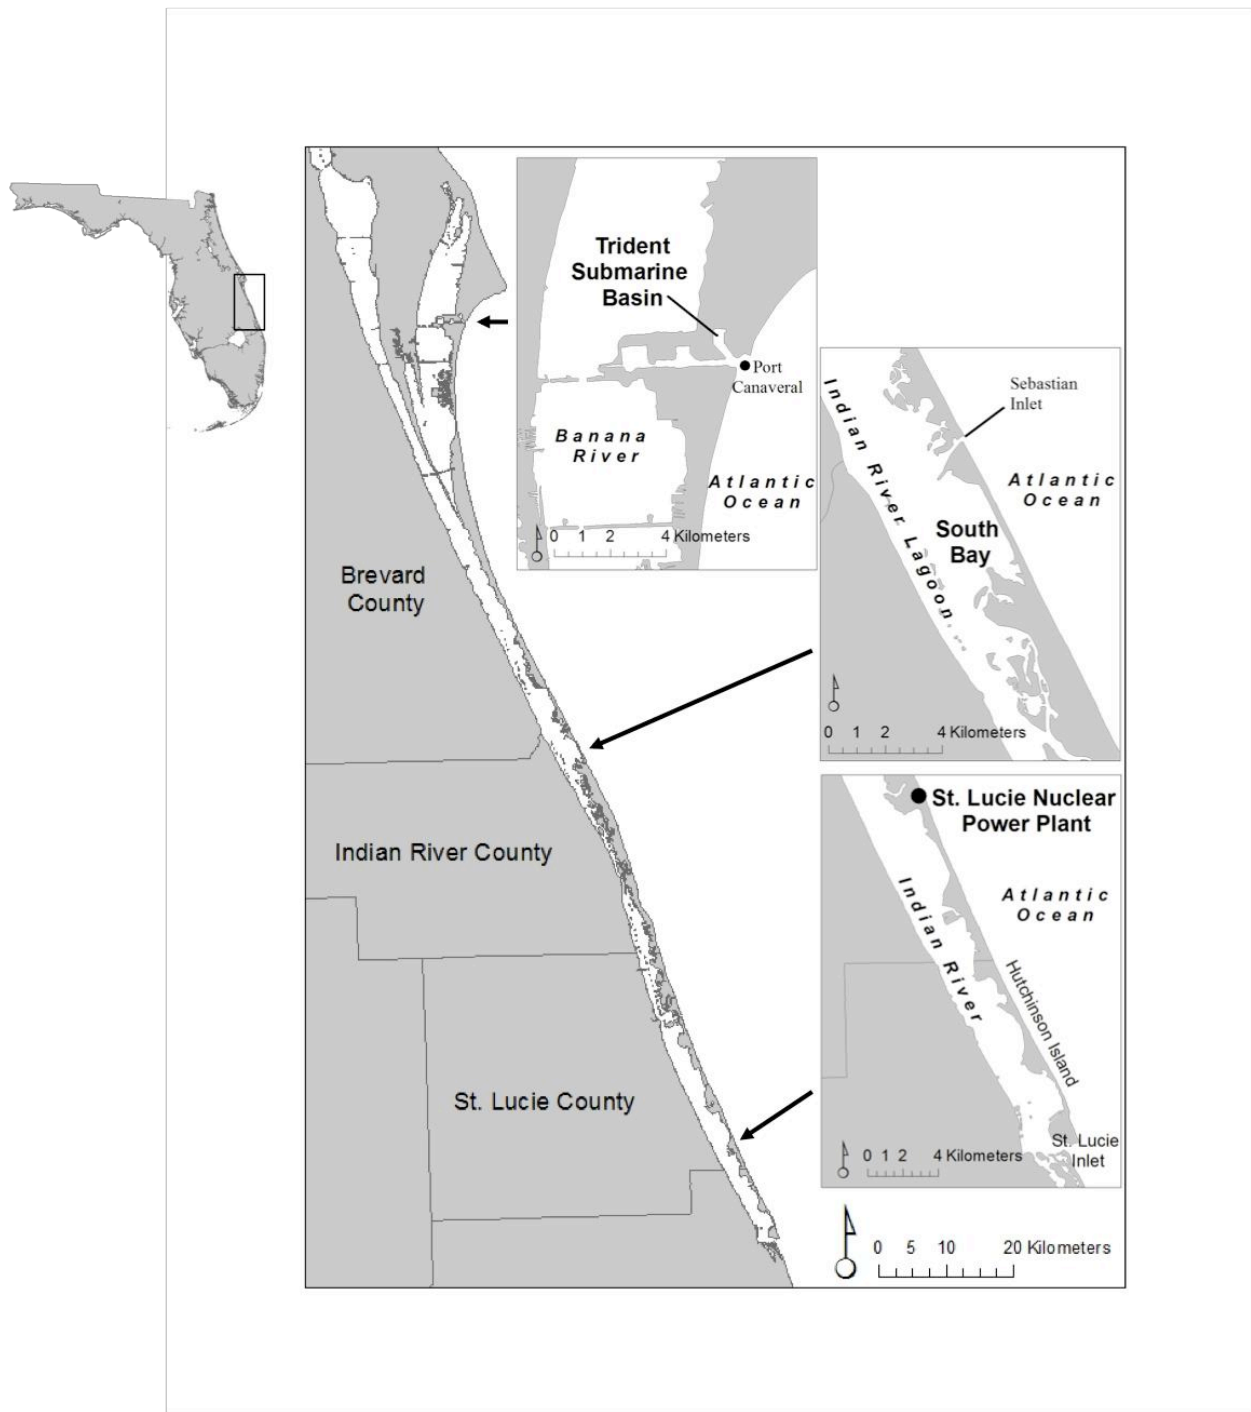 Trident
Submarine
Basin
Port
Canaveral
Banana
River
Atlantic
Ocean
0 1 2 4 Kilometers
Sebastian
Inlet
Indian River Lagoon
Atlantic
Ocean
South
Bay
0 1 2 4 Kilometers
Brevard
County
Indian River County
St. Lucie County
St. Lucie Nuclear
Power Plant
Atlantic
Ocean
Indian River
Hutchinson Island
St. Lucie
Inlet
0 1 2 4 Kilometers
0 5 10 20 Kilometers